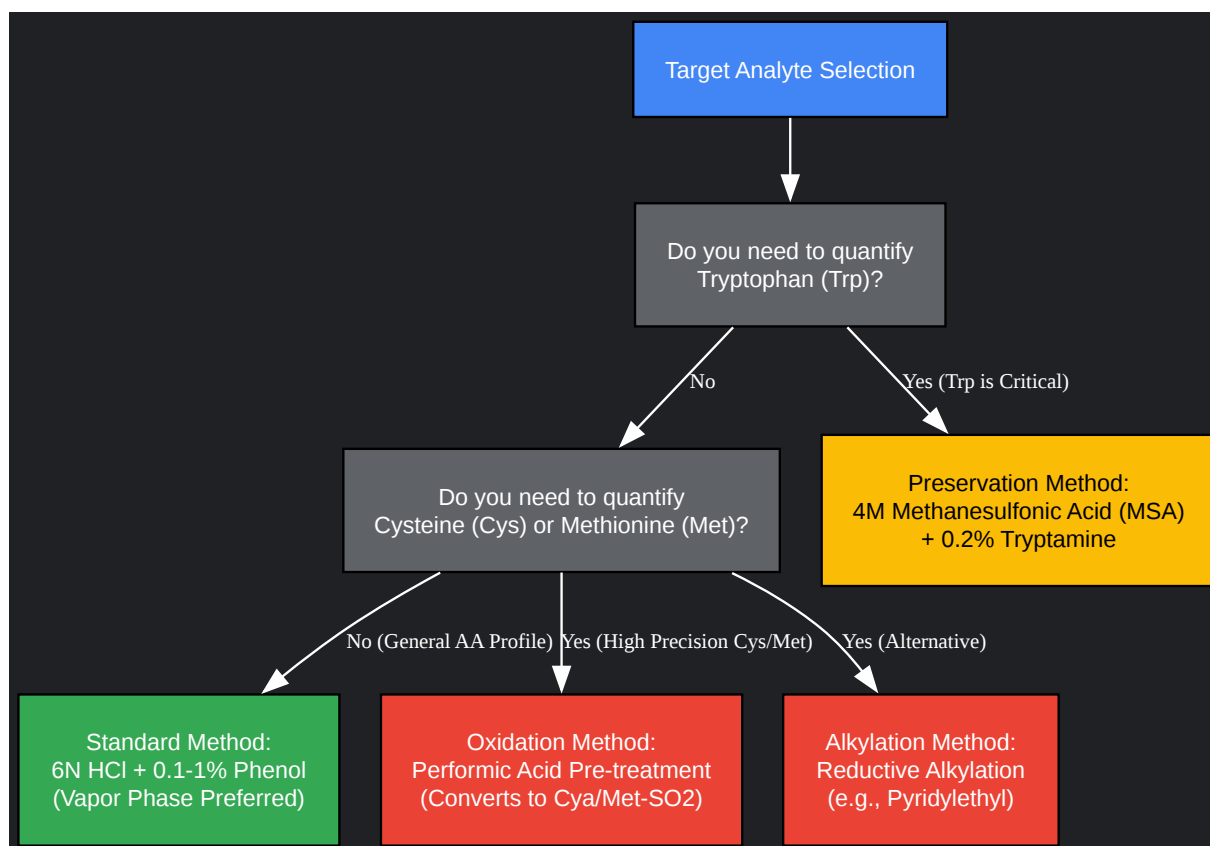 Target Analyte Selection
Do you need to quantify
Tryptophan (Trp)?
No
Yes (Trp is Critical)
Do you need to quantify
Cysteine (Cys) or Methionine (Met)?
Preservation Method:
4M Methanesulfonic Acid (MSA)
+ 0.2% Tryptamine
No (General AA Profile)
Yes (High Precision Cys/Met)
Yes (Alternative)
Standard Method:
6N HCl + 0.1-1% Phenol
(Vapor Phase Preferred)
Oxidation Method:
Performic Acid Pre-treatment
(Converts to Cya/Met-SO2)
Alkylation Method:
Reductive Alkylation
(e.g., Pyridylethyl)